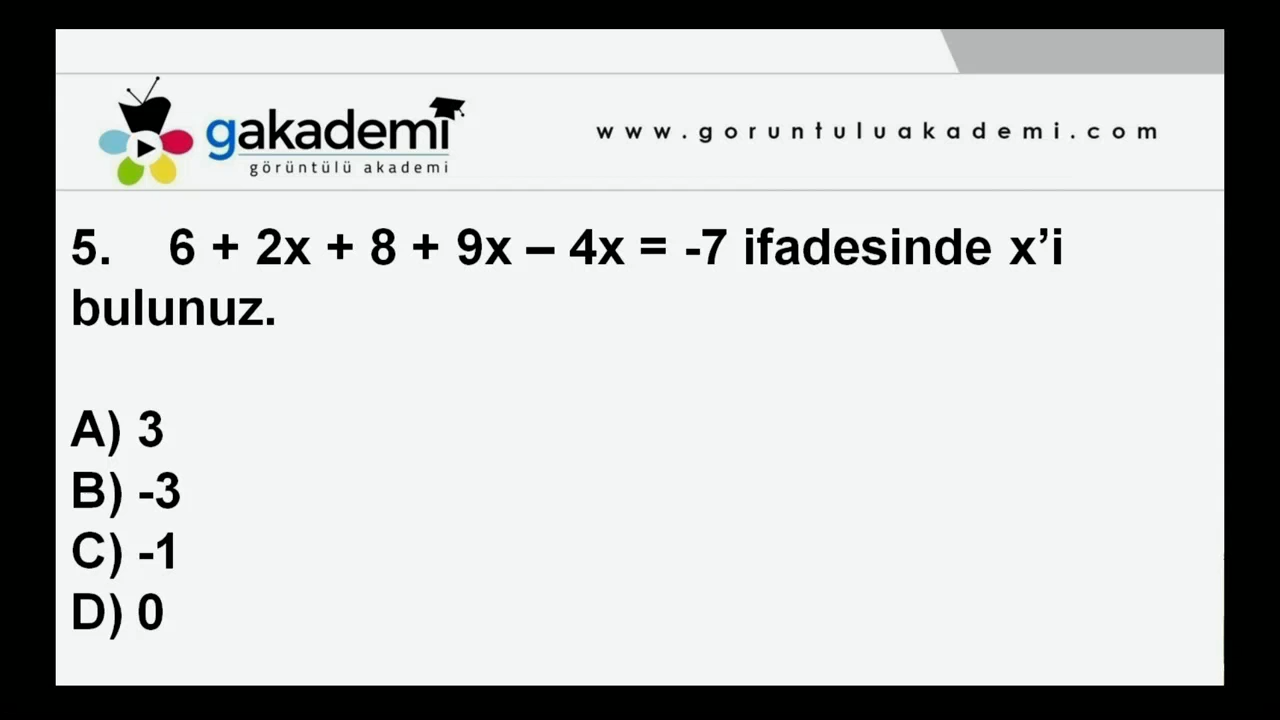 gakademi
görüntülü akademi
www.goruntuluakademi.com
5. 6 + 2x + 8 + 9x – 4x = -7 ifadesinde x’i
bulunuz.
A) 3
B) -3
C) -1
D) 0